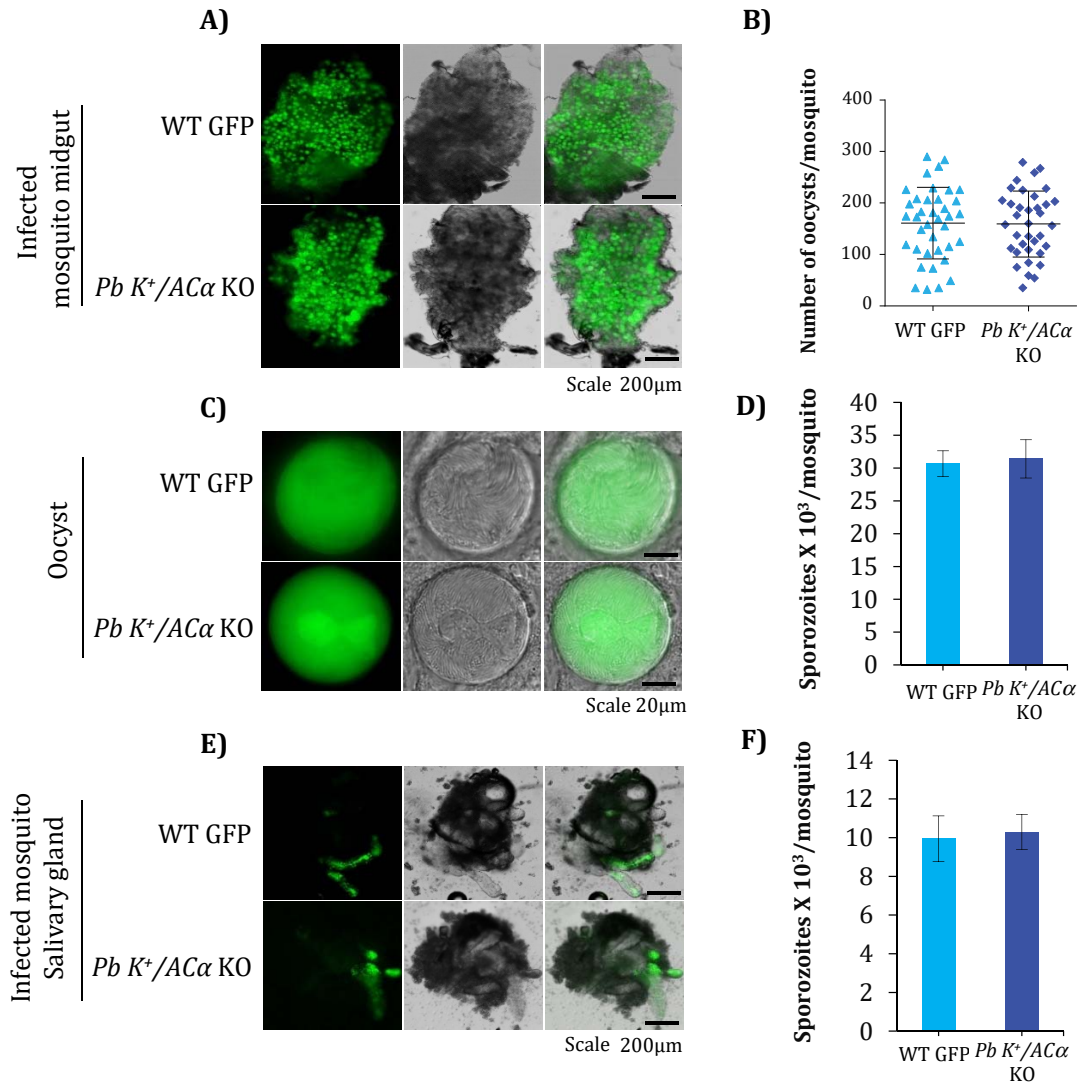 A)
Infected
mosquito midgut
WT GFP
Pb K⁺/ACα KO
Scale 200µm
B)
Number of oocysts/mosquito
400
300
200
100
0
WT GFP
Pb K⁺/ACα
KO
C)
Oocyst
WT GFP
Pb K⁺/ACα KO
Scale 20µm
D)
Sporozoites X 10³/mosquito
40
35
30
25
20
15
10
5
0
WT GFP
Pb K⁺/ACα
KO
E)
Infected mosquito
Salivary gland
WT GFP
Pb K⁺/ACα KO
Scale 200µm
F)
Sporozoites X 10³/mosquito
14
12
10
8
6
4
2
0
WT GFP
Pb K⁺/ACα
KO